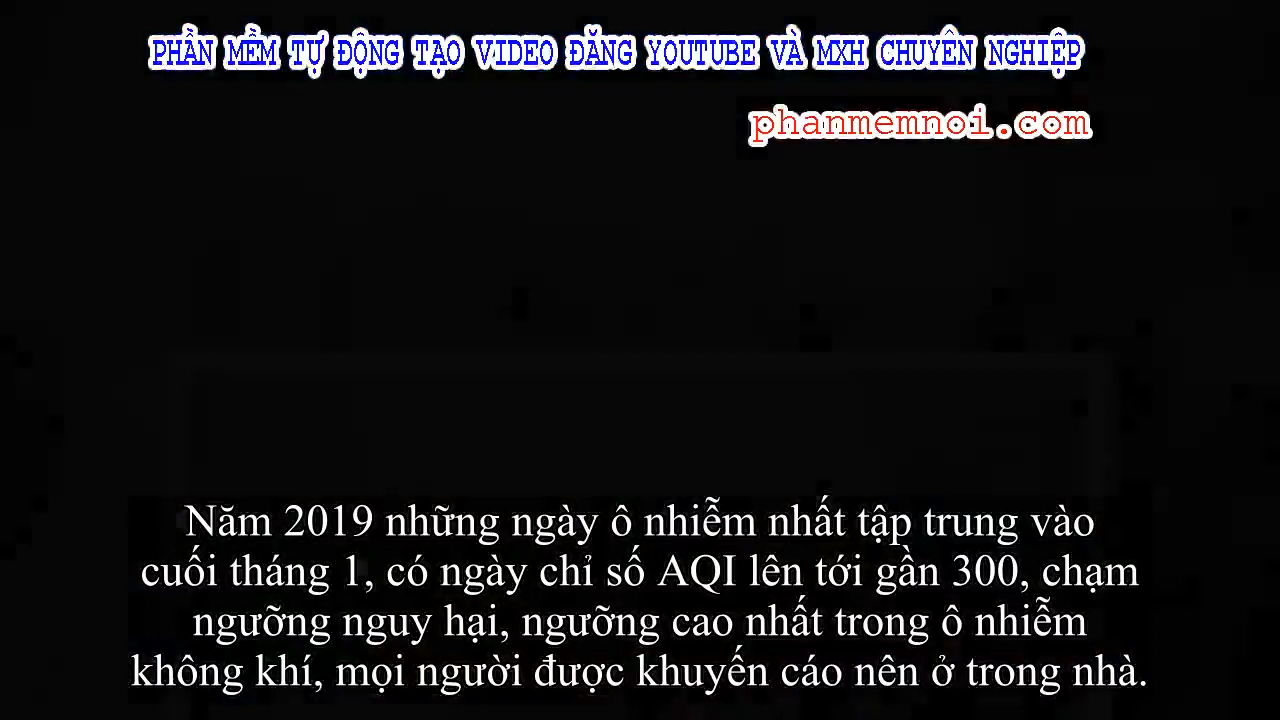 PHẦN MỀM TỰ ĐỘNG TẠO VIDEO ĐĂNG YOUTUBE VÀ MXH CHUYÊN NGHIỆP
phanmemnoi.com
Năm 2019 những ngày ô nhiễm nhất tập trung vào
cuối tháng 1, có ngày chỉ số AQI lên tới gần 300, chạm
ngưỡng nguy hại, ngưỡng cao nhất trong ô nhiễm
không khí, mọi người được khuyến cáo nên ở trong nhà.